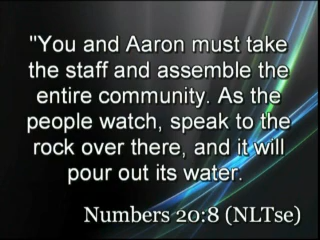 "You and Aaron must take
the staff and assemble the
entire community. As the
people watch, speak to the
rock over there, and it will
pour out its water.
Numbers 20:8 (NLTse)